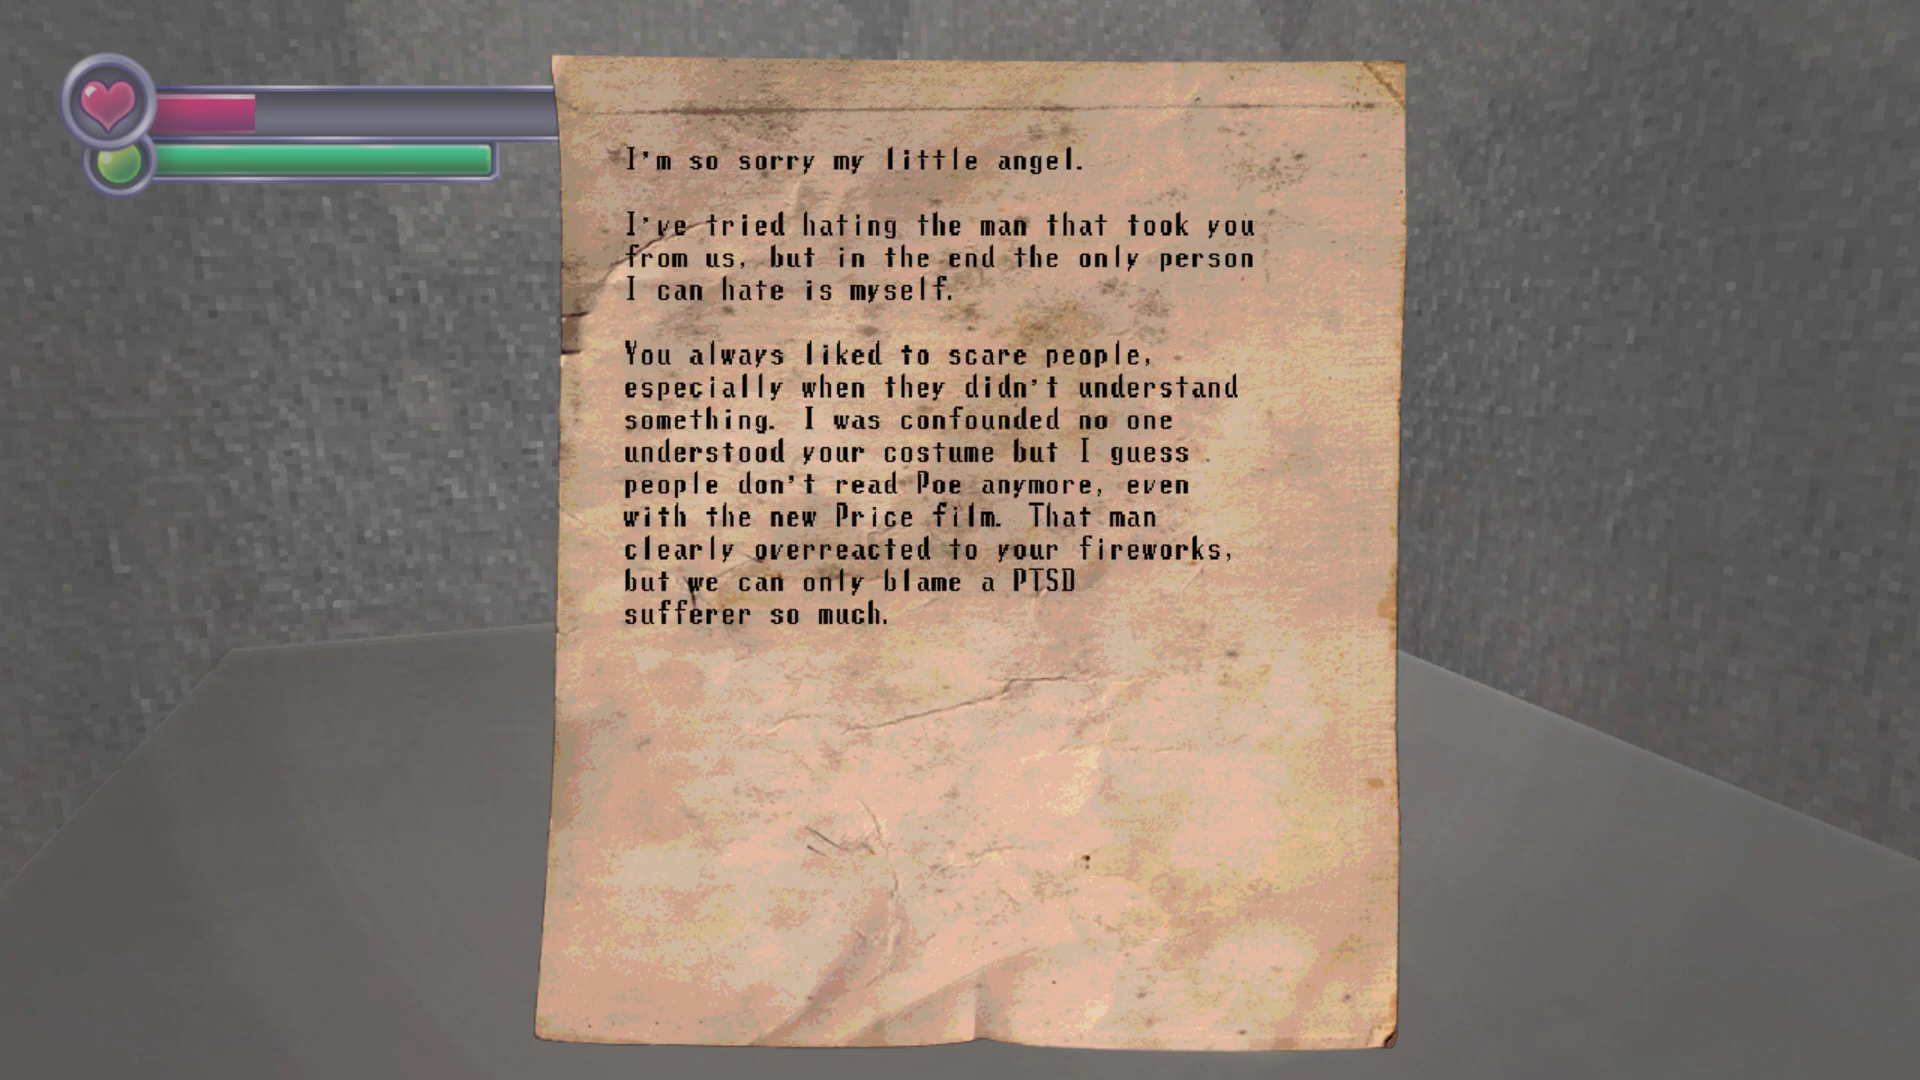 I'm so sorry my little angel.
I've tried hating the man that took you
from us, but in the end the only person
I can hate is myself.
You always liked to scare people,
especially when they didn't understand
something. I was confounded no one
understood your costume but I guess
people don't read Poe anymore, even
with the new Price film. That man
clearly overreacted to your fireworks,
but we can only blame a PTSD
sufferer so much.